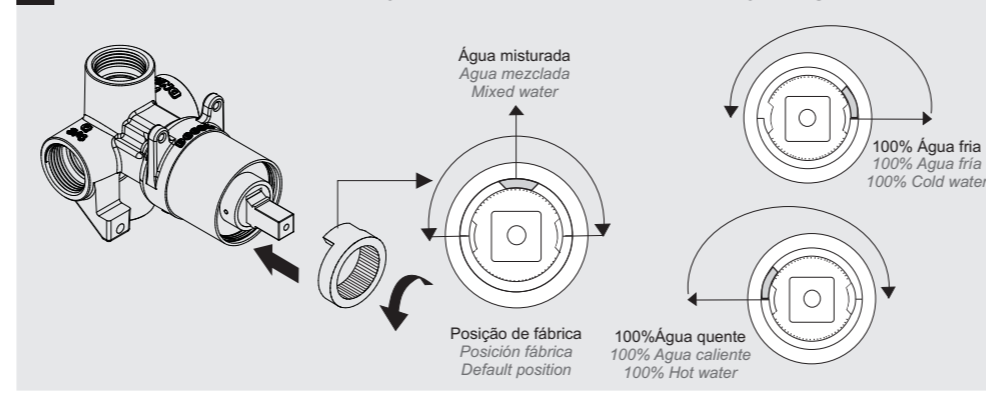 Água misturada
Agua mezclada
Mixed water
100% Água fria
100% Agua fria
100% Cold water
Posição de fábrica
Posición fábrica
Default position
100%Água quente
100% Agua caliente
100% Hot water